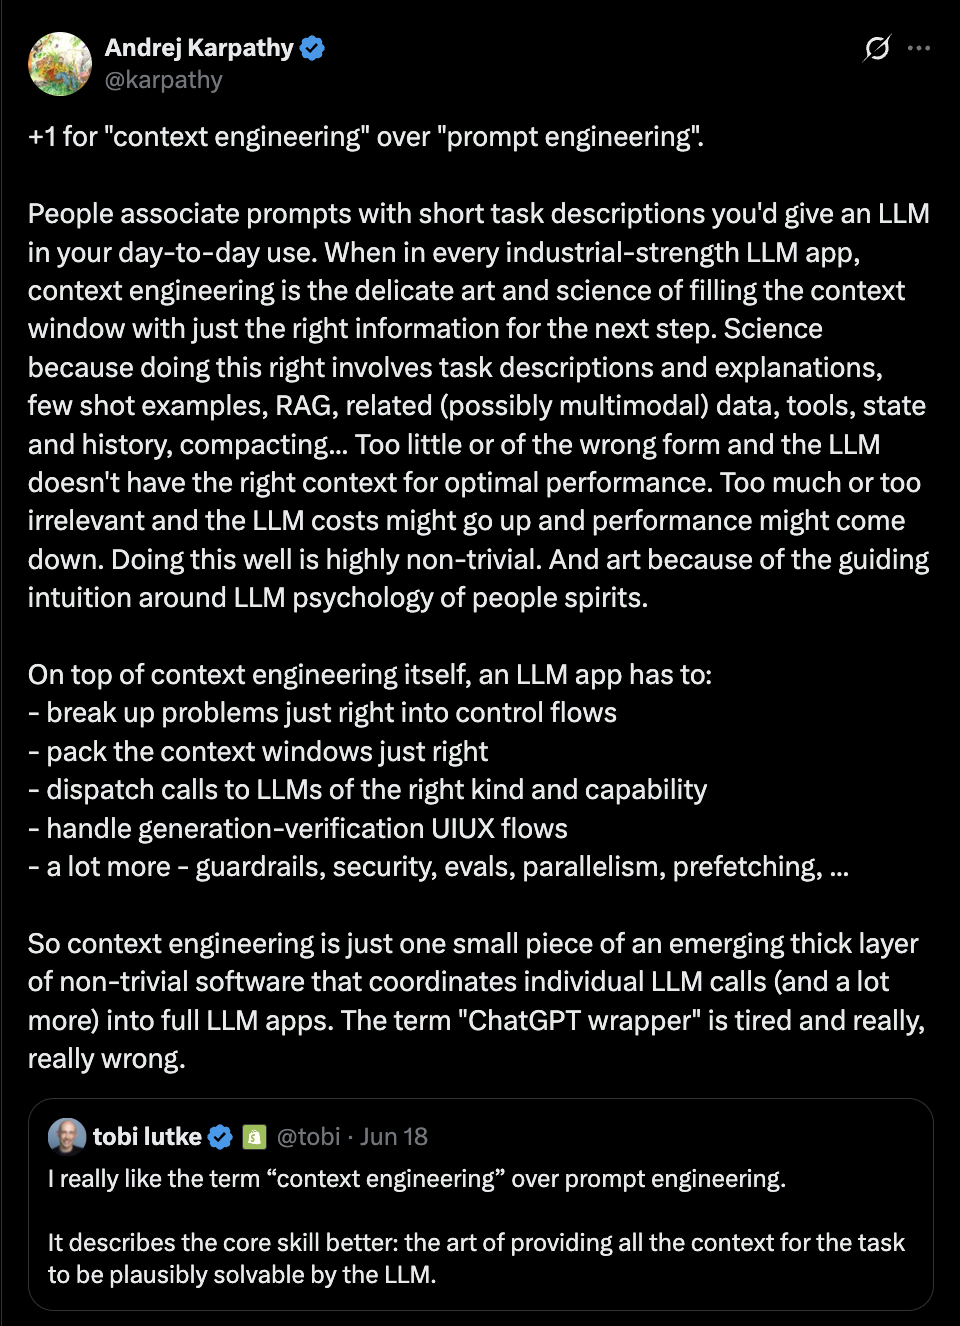 Andrej Karpathy
@karpathy
+1 for "context engineering" over "prompt engineering".
People associate prompts with short task descriptions you'd give an LLM
in your day-to-day use. When in every industrial-strength LLM app,
context engineering is the delicate art and science of filling the context
window with just the right information for the next step. Science
because doing this right involves task descriptions and explanations,
few shot examples, RAG, related (possibly multimodal) data, tools, state
and history, compacting... Too little or of the wrong form and the LLM
doesn't have the right context for optimal performance. Too much or too
irrelevant and the LLM costs might go up and performance might come
down. Doing this well is highly non-trivial. And art because of the guiding
intuition around LLM psychology of people spirits.
On top of context engineering itself, an LLM app has to:
- break up problems just right into control flows
- pack the context windows just right
- dispatch calls to LLMs of the right kind and capability
- handle generation-verification UIUX flows
- a lot more - guardrails, security, evals, parallelism, prefetching, ...
So context engineering is just one small piece of an emerging thick layer
of non-trivial software that coordinates individual LLM calls (and a lot
more) into full LLM apps. The term "ChatGPT wrapper" is tired and really,
really wrong.
tobi lutke @tobi · Jun 18
I really like the term “context engineering” over prompt engineering.
It describes the core skill better: the art of providing all the context for the task
to be plausibly solvable by the LLM.